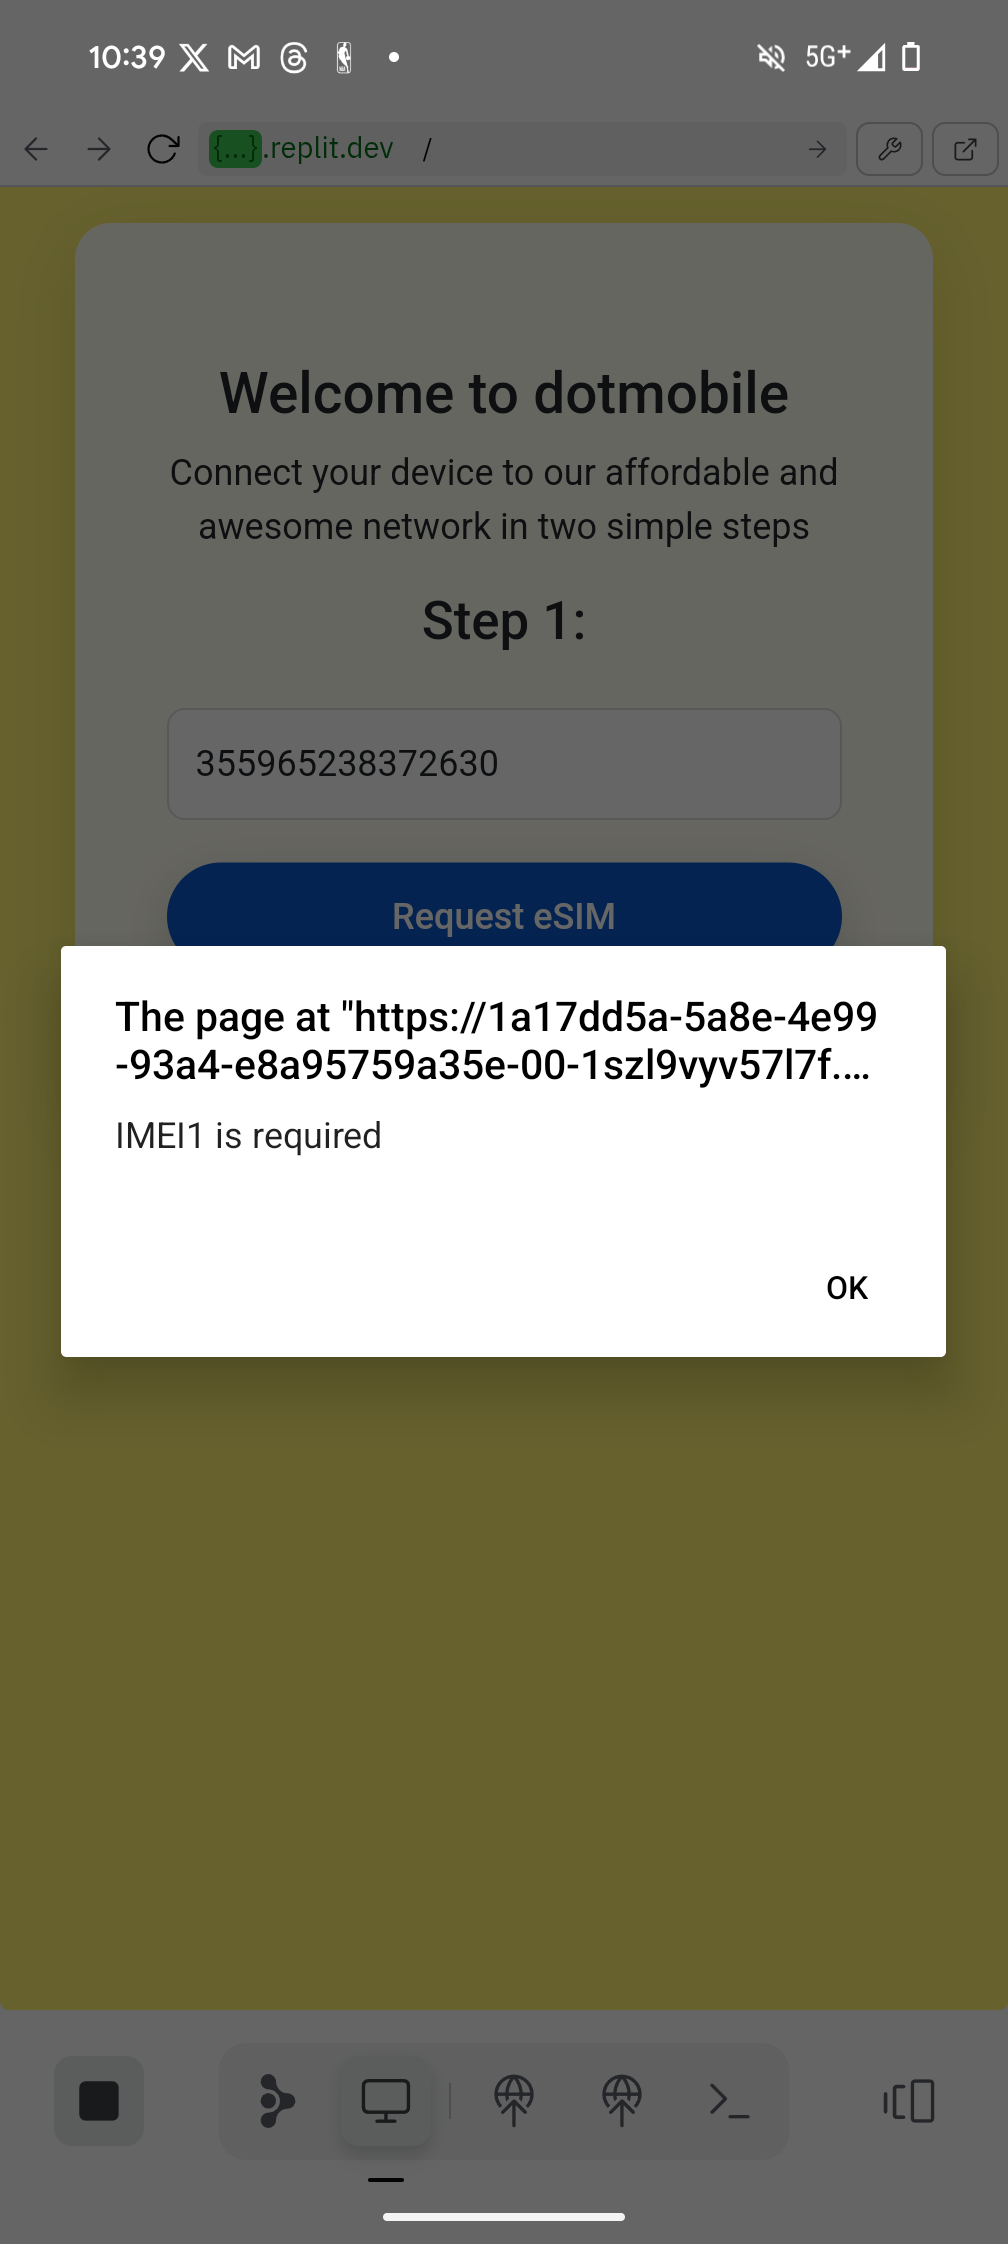 10:39
5G+
{...}.replit.dev /
Welcome to dotmobile
Connect your device to our affordable and
awesome network in two simple steps
Step 1:
355965238372630
Request eSIM
The page at "https://1a17dd5a-5a8e-4e99
-93a4-e8a95759a35e-00-1szl9vyv57l7f.…
IMEI1 is required
OK